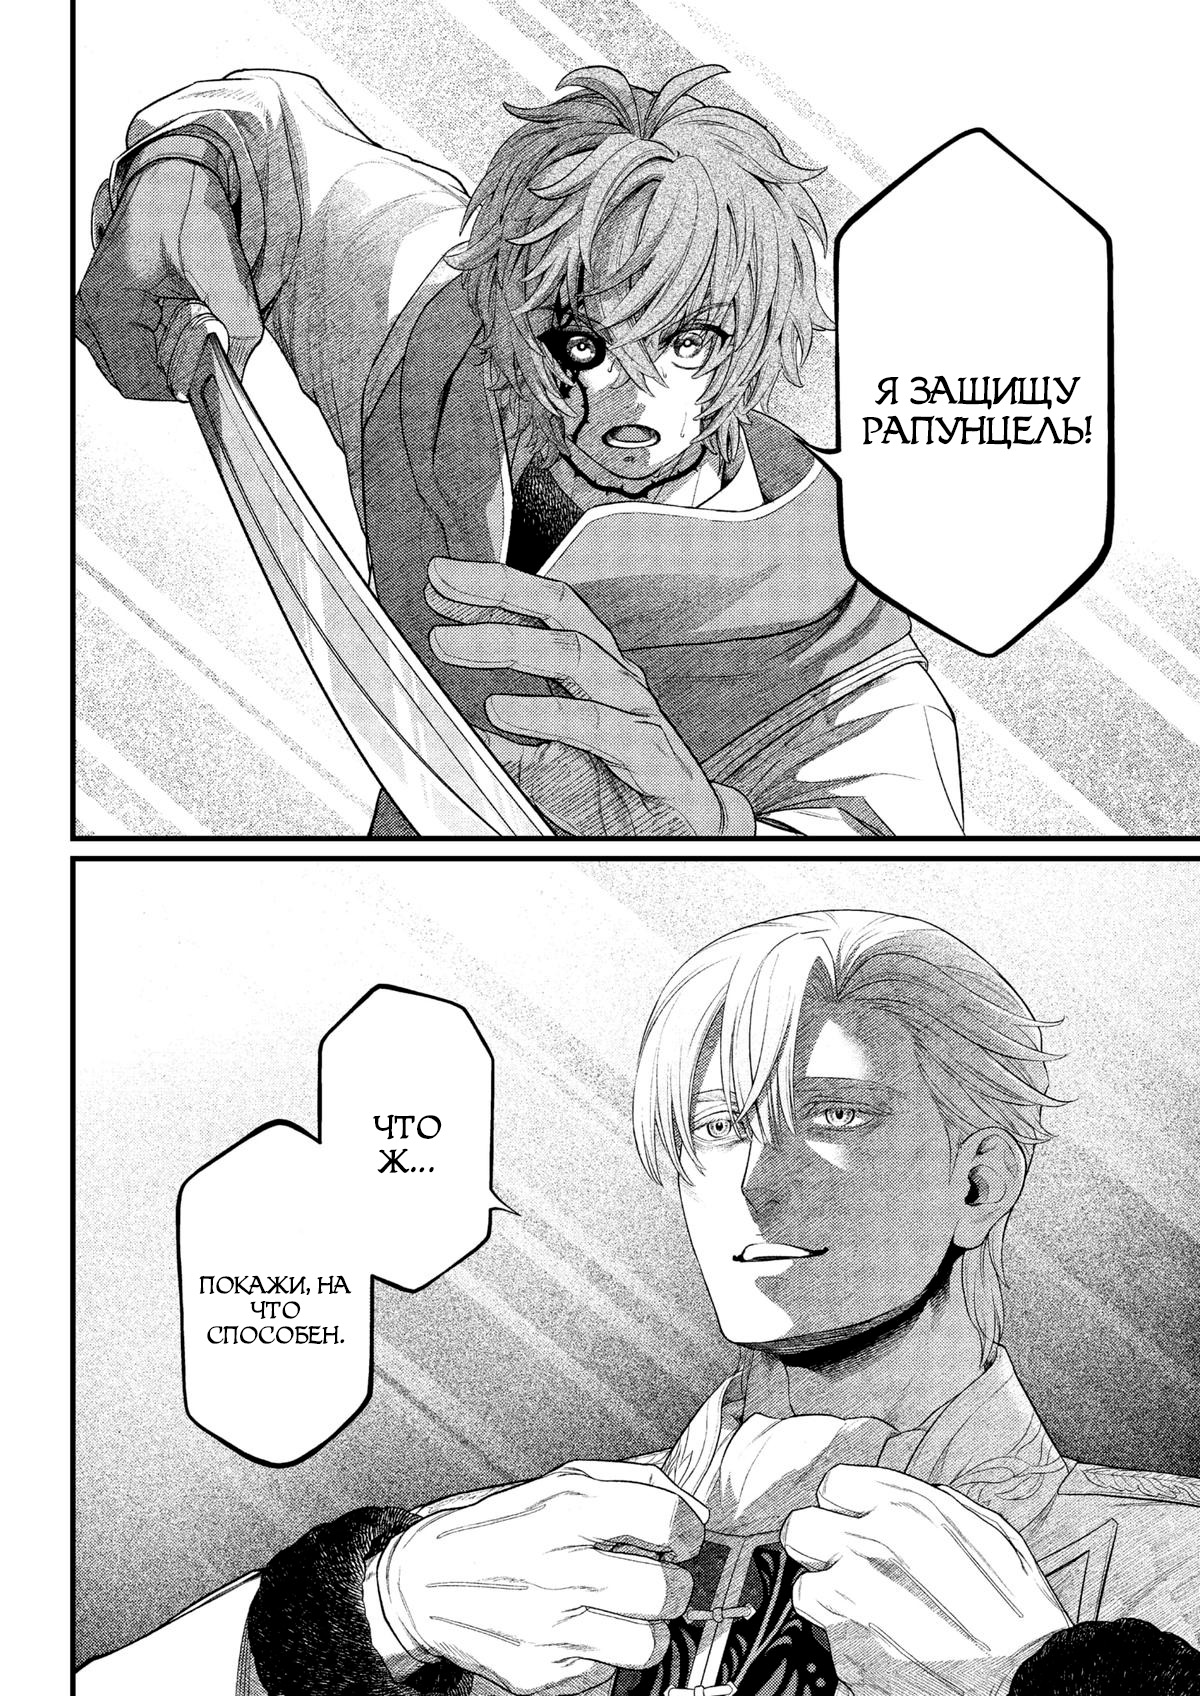 Я ЗАЩИЩУ
РАПУНЦЕЛЬ!
ЧТО
Ж...
ПОКАЖИ, НА
ЧТО
СПОСОБЕН.